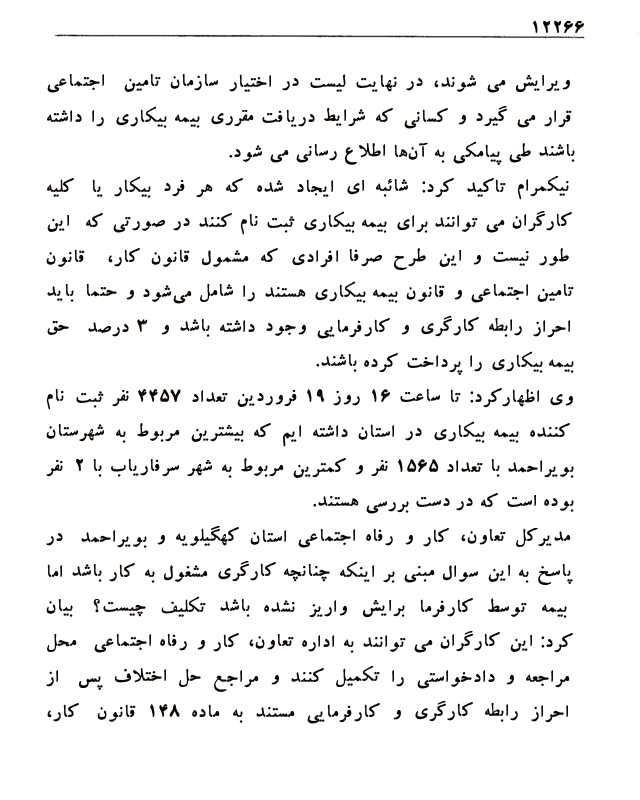 ۱۲۲۶۶
ویرایش می شوند، در نهایت لیست در اختیار سازمان تامین اجتماعی
قرار می گیرد و کسانی که شرایط دریافت مقرری بیمه بیکاری را داشته
باشند طی پیامکی به آن‌ها اطلاع رسانی می شود.
نیکمرام تاکید کرد: شائبه ای ایجاد شده که هر فرد بیکار یا کلیه
کارگران می توانند برای بیمه بیکاری ثبت نام کنند در صورتی که این
طور نیست و این طرح صرفا افرادی که مشمول قانون کار، قانون
تامین اجتماعی و قانون بیمه بیکاری هستند را شامل می‌شود و حتما باید
احراز رابطه کارگری و کارفرمایی وجود داشته باشد و ۳ درصد حق
بیمه بیکاری را پرداخت کرده باشند.
وی اظهارکرد: تا ساعت ۱۶ روز ۱۹ فروردین تعداد ۴۴۵۷ نفر ثبت نام
کننده بیمه بیکاری در استان داشته ایم که بیشترین مربوط به شهرستان
بویراحمد با تعداد ۱۵۶۵ نفر و کمترین مربوط به شهر سرفاریاب با ۲ نفر
بوده است که در دست بررسی هستند.
مدیرکل تعاون، کار و رفاه اجتماعی استان کهگیلویه و بویراحمد در
پاسخ به این سوال مبنی بر اینکه چنانچه کارگری مشغول به کار باشد اما
بیمه توسط کارفرما برایش واریز نشده باشد تکلیف چیست؟ بیان
کرد: این کارگران می توانند به اداره تعاون، کار و رفاه اجتماعی محل
مراجعه و دادخواستی را تکمیل کنند و مراجع حل اختلاف پس از
احراز رابطه کارگری و کارفرمایی مستند به ماده ۱۴۸ قانون کار،